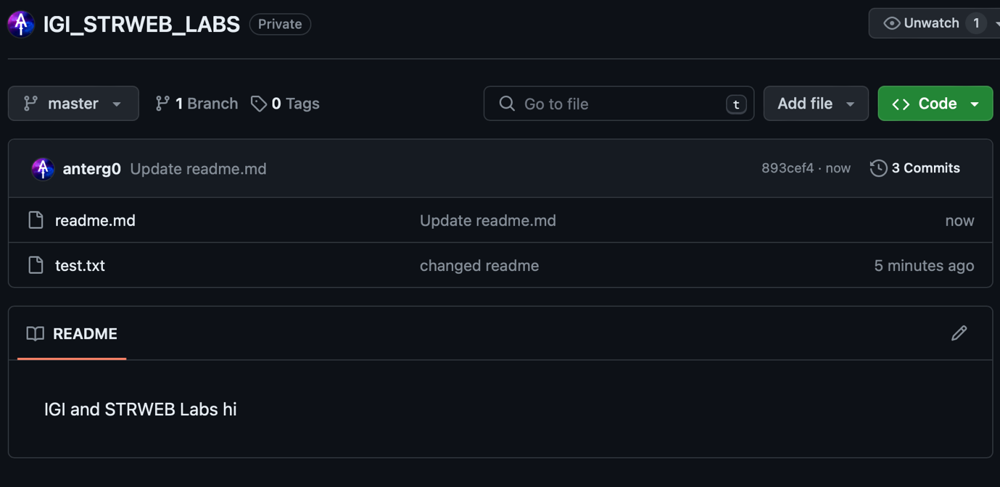 IGI_STRWEB_LABS Private Unwatch 1
master 1 Branch 0 Tags Go to file t Add file Code
anterg0 Update readme.md 893cef4 · now 3 Commits
readme.md Update readme.md now
test.txt changed readme 5 minutes ago
README
IGI and STRWEB Labs hi